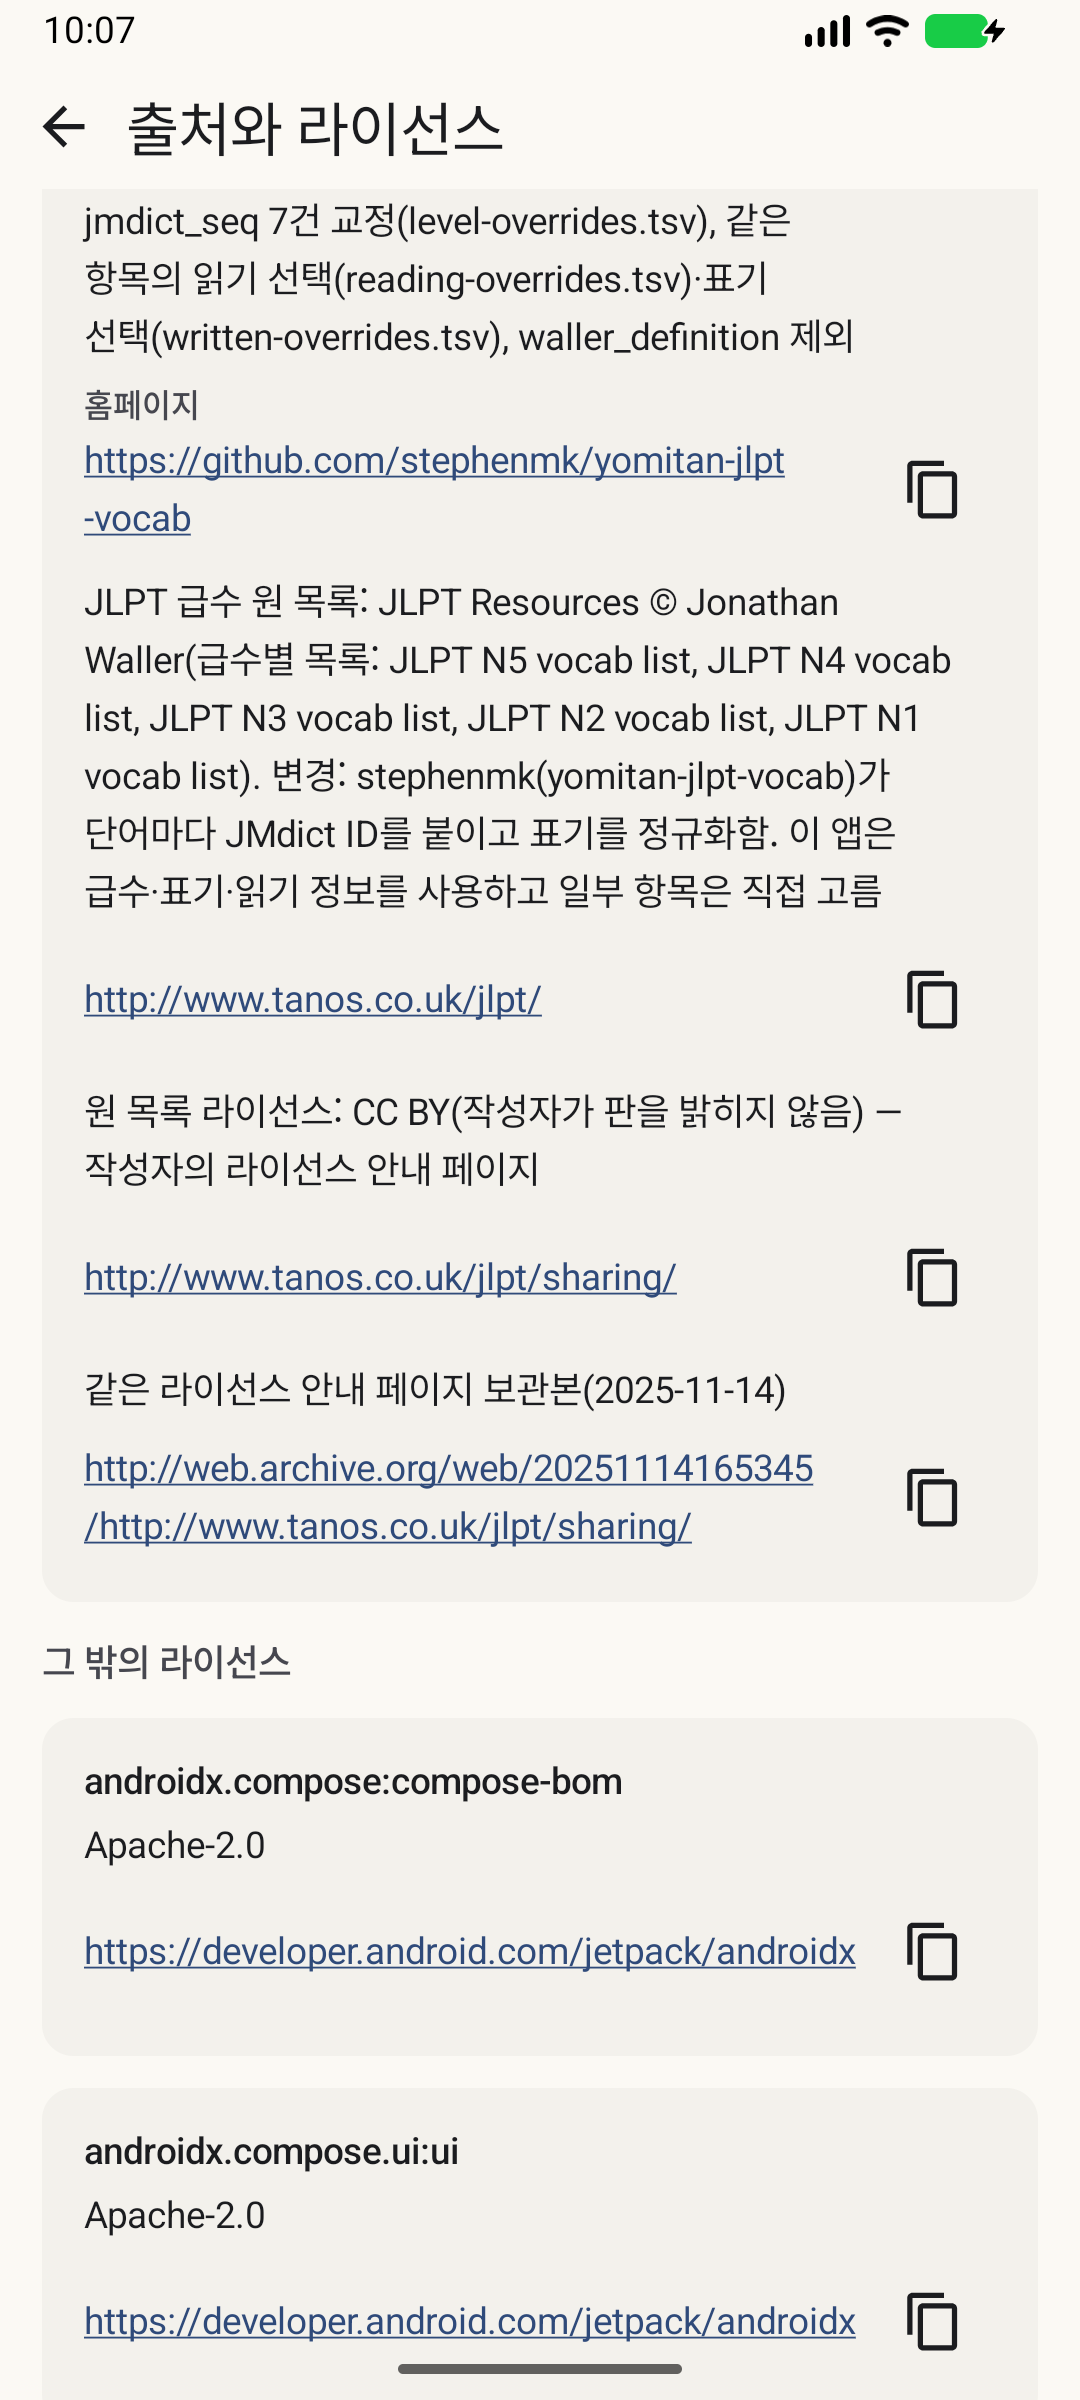 10:07
출처와 라이선스
jmdict_seq 7건 교정(level-overrides.tsv), 같은
항목의 읽기 선택(reading-overrides.tsv)·표기
선택(written-overrides.tsv), waller_definition 제외
홈페이지
https://github.com/stephenmk/yomitan-jlpt
-vocab
JLPT 급수 원 목록: JLPT Resources © Jonathan
Waller(급수별 목록: JLPT N5 vocab list, JLPT N4 vocab
list, JLPT N3 vocab list, JLPT N2 vocab list, JLPT N1
vocab list). 변경: stephenmk(yomitan-jlpt-vocab)가
단어마다 JMdict ID를 붙이고 표기를 정규화함. 이 앱은
급수·표기·읽기 정보를 사용하고 일부 항목은 직접 고름
http://www.tanos.co.uk/jlpt/
원 목록 라이선스: CC BY(작성자가 판을 밝히지 않음) —
작성자의 라이선스 안내 페이지
http://www.tanos.co.uk/jlpt/sharing/
같은 라이선스 안내 페이지 보관본(2025-11-14)
http://web.archive.org/web/20251114165345
/http://www.tanos.co.uk/jlpt/sharing/
그 밖의 라이선스
androidx.compose:compose-bom
Apache-2.0
https://developer.android.com/jetpack/androidx
androidx.compose.ui:ui
Apache-2.0
https://developer.android.com/jetpack/androidx